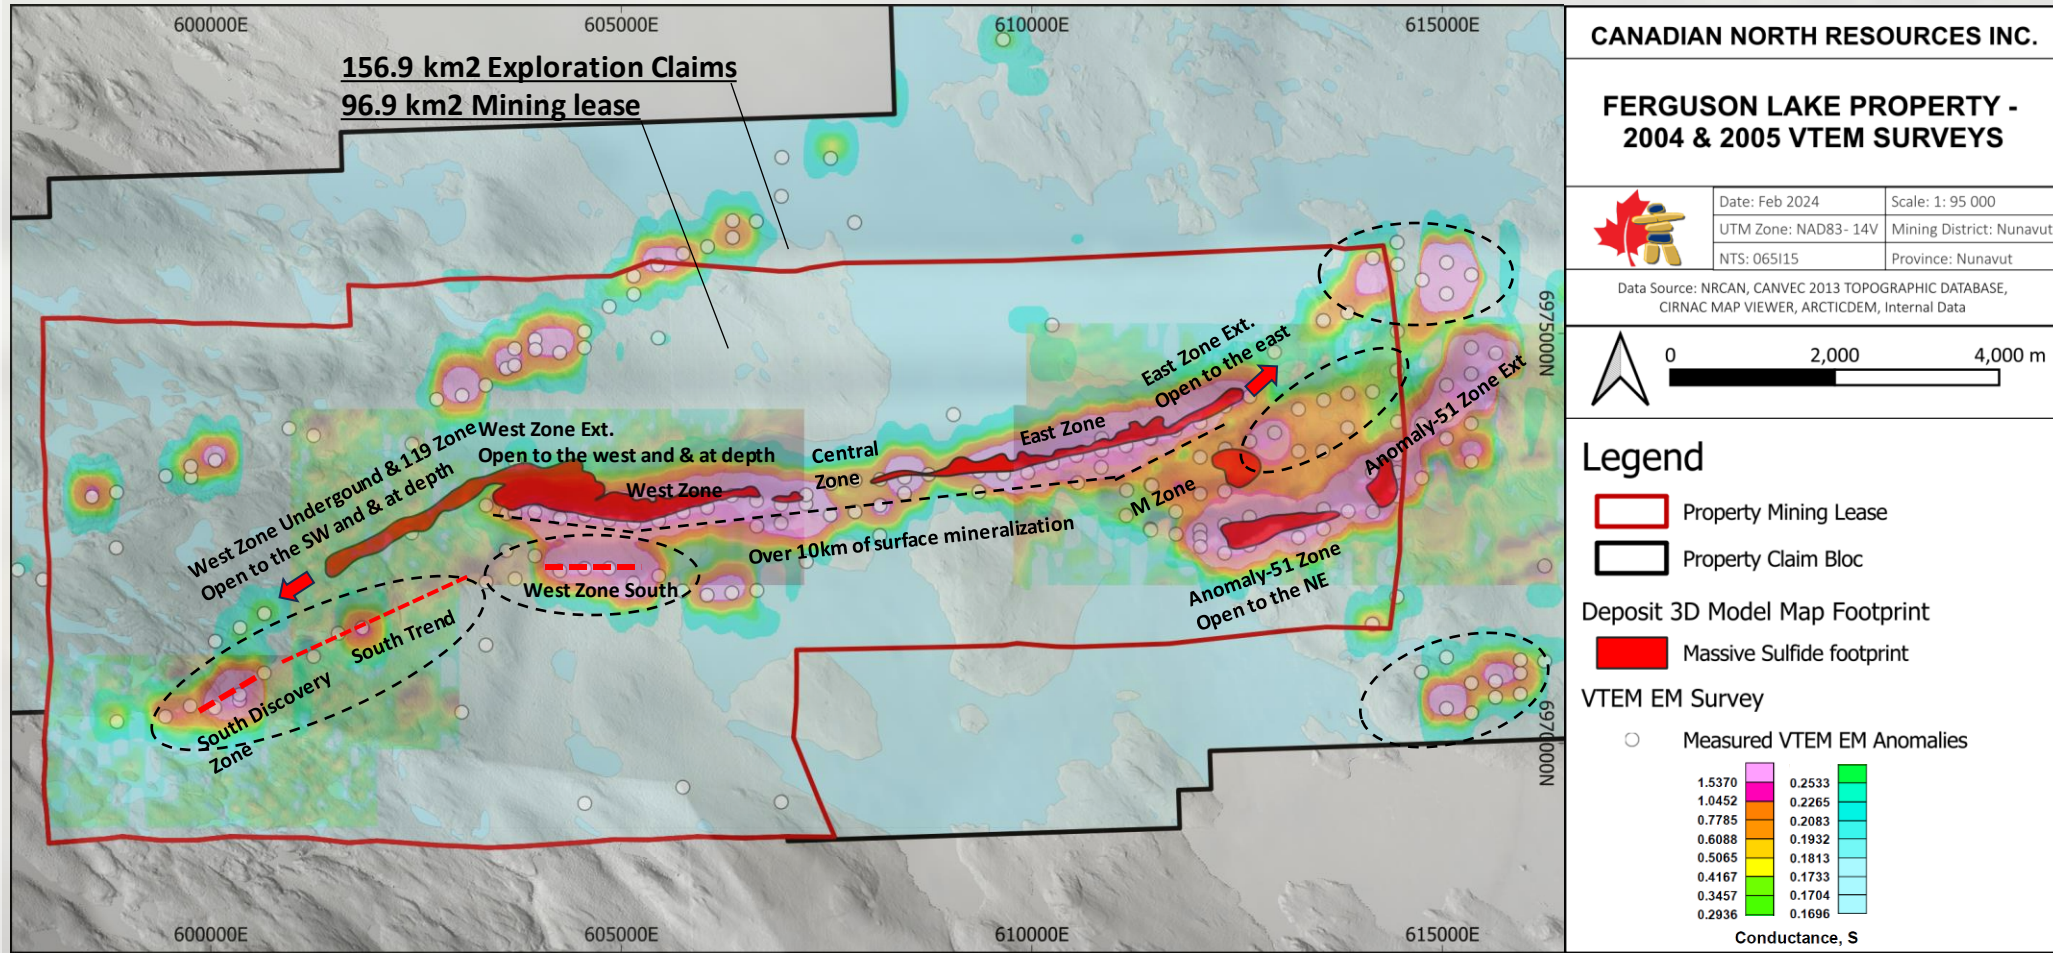 600000E
605000E
610000E
615000E
156.9 km2 Exploration Claims
96.9 km2 Mining lease
6975000N
East Zone Ext.
Open to the east
West Zone Ext.
Open to the west and & at depth
West Zone Undergound & 119 Zone
Open to the SW and & at depth
West Zone
Central
Zone
East Zone
Anomaly-51 Zone Ext
M Zone
Over 10km of surface mineralization
Anomaly-51 Zone
Open to the NE
West Zone South
South Trend
South Discovery
Zone
6970000N
600000E
605000E
610000E
615000E
CANADIAN NORTH RESOURCES INC.
FERGUSON LAKE PROPERTY -
2004 & 2005 VTEM SURVEYS
Date: Feb 2024
Scale: 1: 95 000
UTM Zone: NAD83- 14V
Mining District: Nunavut
NTS: 065I15
Province: Nunavut
Data Source: NRCAN, CANVEC 2013 TOPOGRAPHIC DATABASE,
CIRNAC MAP VIEWER, ARCTICDEM, Internal Data
0 2,000 4,000 m
Legend
Property Mining Lease
Property Claim Bloc
Deposit 3D Model Map Footprint
Massive Sulfide footprint
VTEM EM Survey
Measured VTEM EM Anomalies
1.5370
1.0452
0.7785
0.6088
0.5065
0.4167
0.3457
0.2936
0.2533
0.2265
0.2083
0.1932
0.1813
0.1733
0.1704
0.1696
Conductance, S